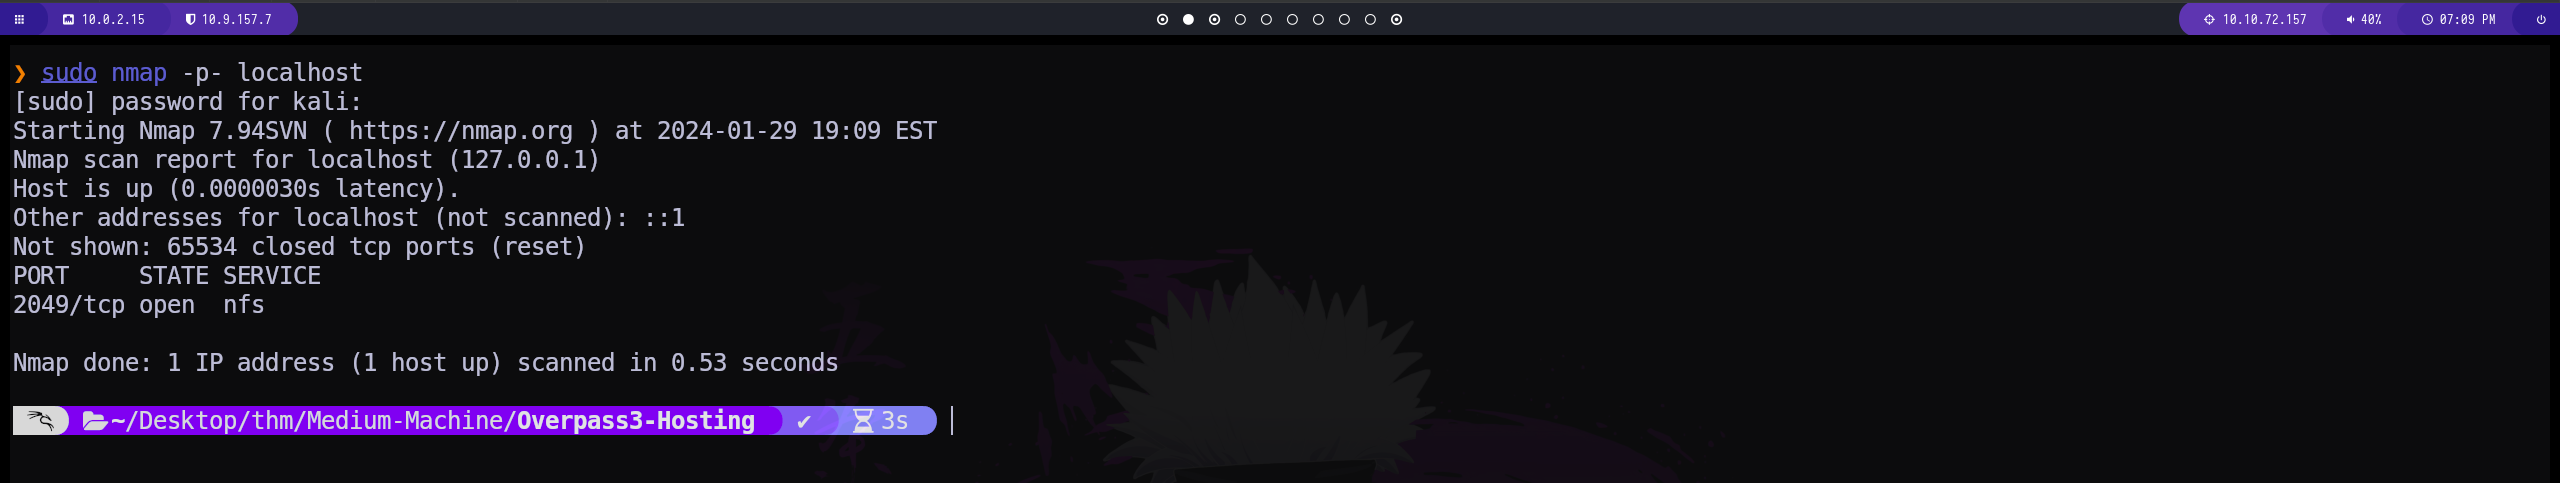 10.0.2.15 10.9.157.7 10.10.72.157 40% 07:09 PM
❯ sudo nmap -p- localhost
[sudo] password for kali:
Starting Nmap 7.94SVN ( https://nmap.org ) at 2024-01-29 19:09 EST
Nmap scan report for localhost (127.0.0.1)
Host is up (0.0000030s latency).
Other addresses for localhost (not scanned): ::1
Not shown: 65534 closed tcp ports (reset)
PORT     STATE SERVICE
2049/tcp open  nfs
Nmap done: 1 IP address (1 host up) scanned in 0.53 seconds
~/Desktop/thm/Medium-Machine/Overpass3-Hosting ✔ 3s